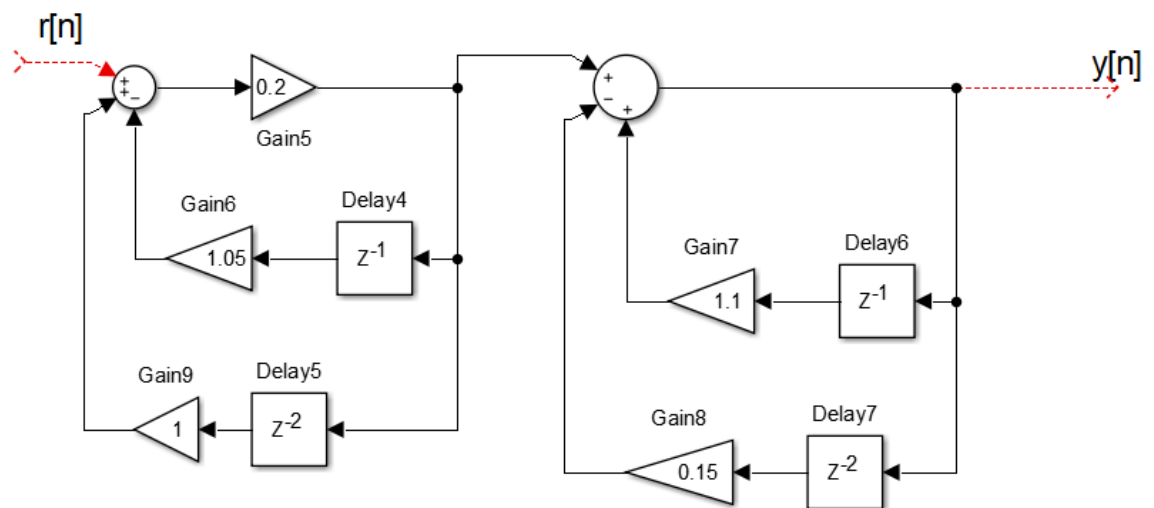 r[n]
y[n]
+
+ −
0.2
Gain5
+
−
+
Gain6
Delay4
1.05
Z-1
Gain7
Delay6
1.1
Z-1
Gain9
Delay5
1
Z-2
Gain8
Delay7
0.15
Z-2